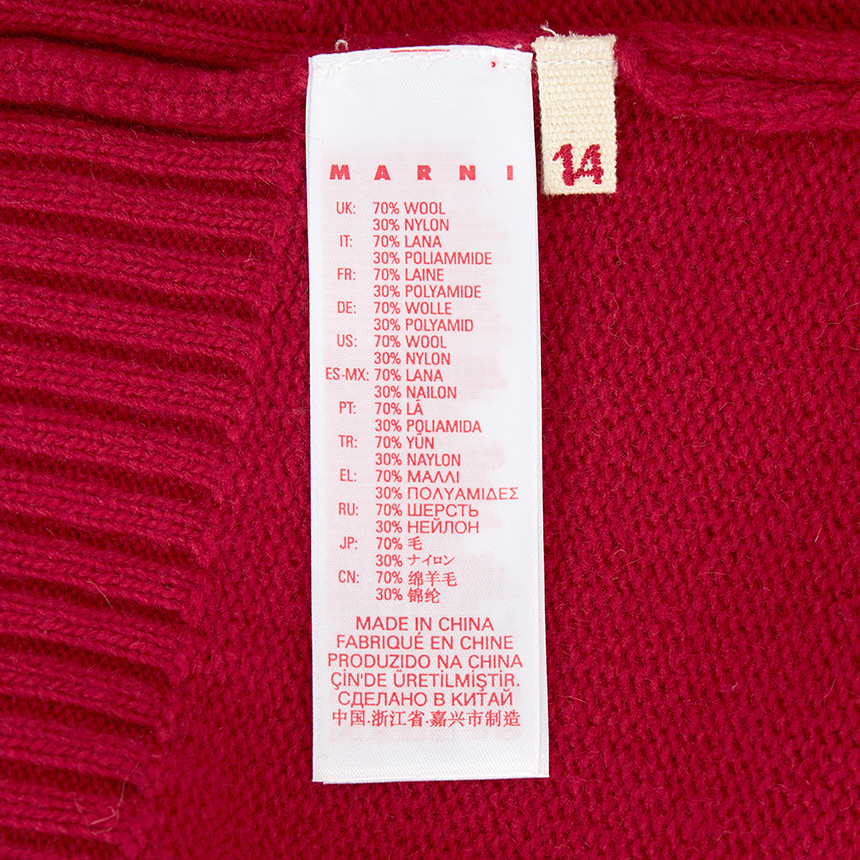 MARNI
14
UK: 70% WOOL
30% NYLON
IT: 70% LANA
30% POLIAMMIDE
FR: 70% LAINE
30% POLYAMIDE
DE: 70% WOLLE
30% POLYAMID
US: 70% WOOL
30% NYLON
ES-MX: 70% LANA
30% NAILON
PT: 70% LÃ
30% POLIAMIDA
TR: 70% YÜN
30% NAYLON
EL: 70% ΜΑΛΛΙ
30% ΠΟΛΥΑΜΙΔΕΣ
RU: 70% ШЕРСТЬ
30% НЕЙЛОН
JP: 70% 毛
30% ナイロン
CN: 70% 绵羊毛
30% 锦纶
MADE IN CHINA
FABRIQUÉ EN CHINE
PRODUZIDO NA CHINA
ÇİN'DE ÜRETİLMİŞTİR.
СДЕЛАНО В КИТАЙ
中国.浙江省.嘉兴市制造